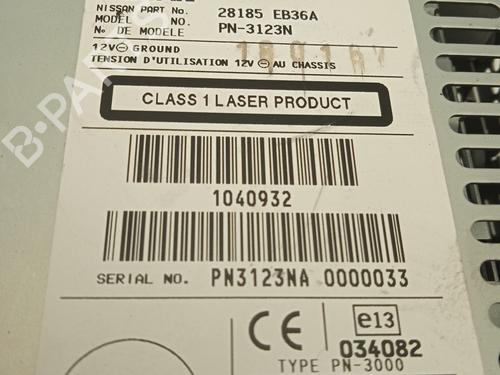 NISSAN PART No. 28185 EB36A
MODEL NO. PN-3123N
N° DE MODELE
12V⊖ GROUND
TENSION D'UTILISATION 12V⊖ AU CHASSIS
CLASS 1 LASER PRODUCT
1040932
SERIAL NO. PN3123NA 0000033
CE e13
034082
TYPE PN-3000
B-PARTS